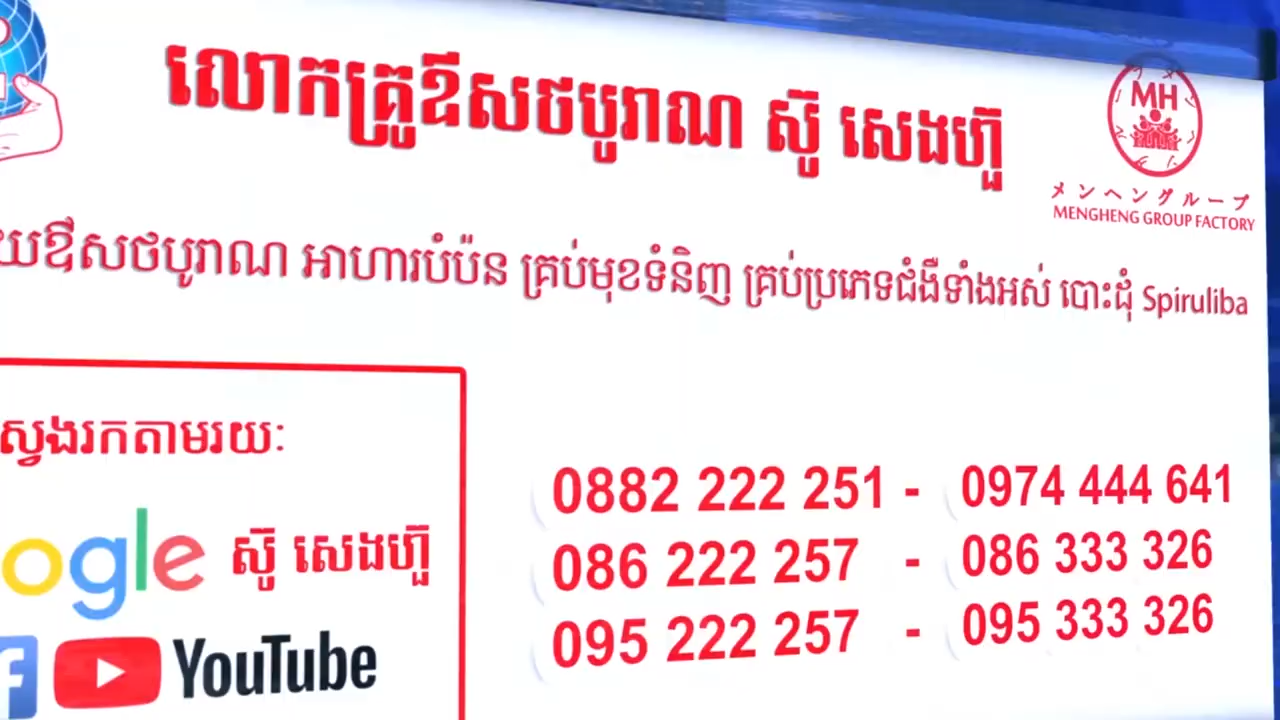 លោកគ្រូឱីសថបូរាណ ស៊ូ សេងហ៊ួ
MH
メンヘングループ
MENGHENG GROUP FACTORY
ឱីសថបូរាណ អាហារបំប៉ន គ្រប់មុខទំនិញ គ្រប់ប្រភេទជំងឺទាំងអស់ បោះដុំ Spiruliba
ស្វែងរកតាមរយៈ
ogle ស៊ូ សេងហ៊ួ
f YouTube
0882 222 251 - 0974 444 641
086 222 257 - 086 333 326
095 222 257 - 095 333 326